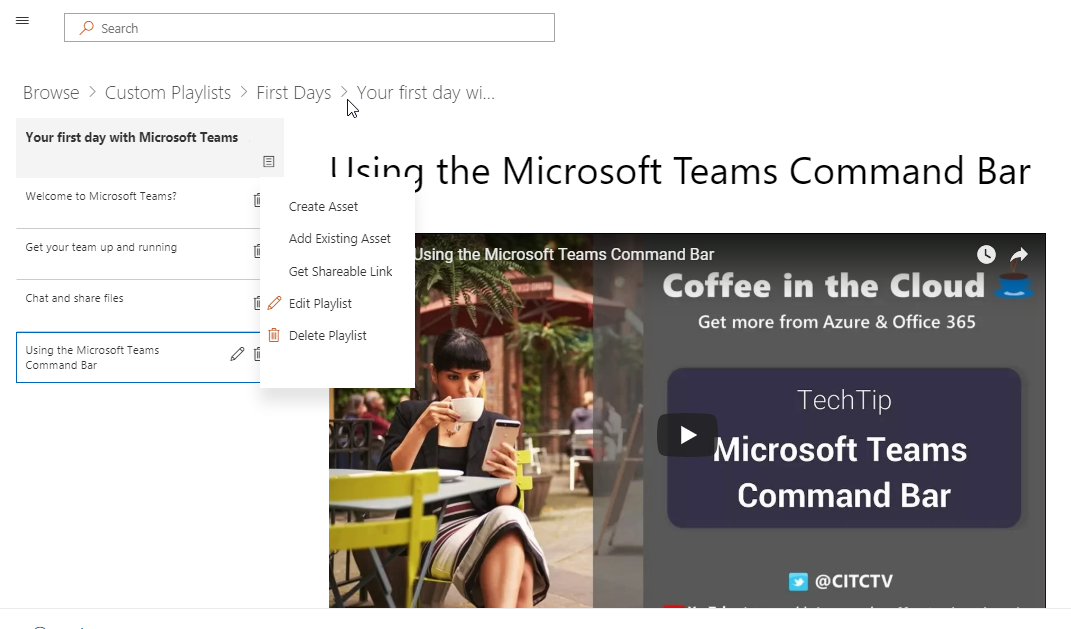 Search
Browse > Custom Playlists > First Days > Your first day wi...
Your first day with Microsoft Teams
Welcome to Microsoft Teams?
Get your team up and running
Chat and share files
Using the Microsoft Teams
Command Bar
Create Asset
Add Existing Asset
Get Shareable Link
Edit Playlist
Delete Playlist
Using the Microsoft Teams Command Bar
Using the Microsoft Teams Command Bar
Coffee in the Cloud
Get more from Azure & Office 365
TechTip
Microsoft Teams
Command Bar
@CITCTV